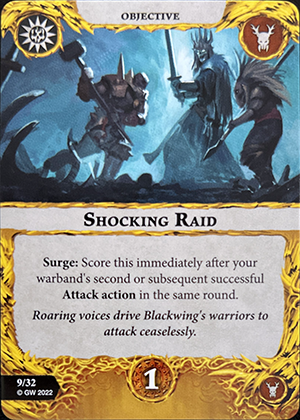 OBJECTIVE
SHOCKING RAID
Surge: Score this immediately after your
warband's second or subsequent successful
Attack action in the same round.
Roaring voices drive Blackwing's warriors to
attack ceaselessly.
9/32
© GW 2022
1